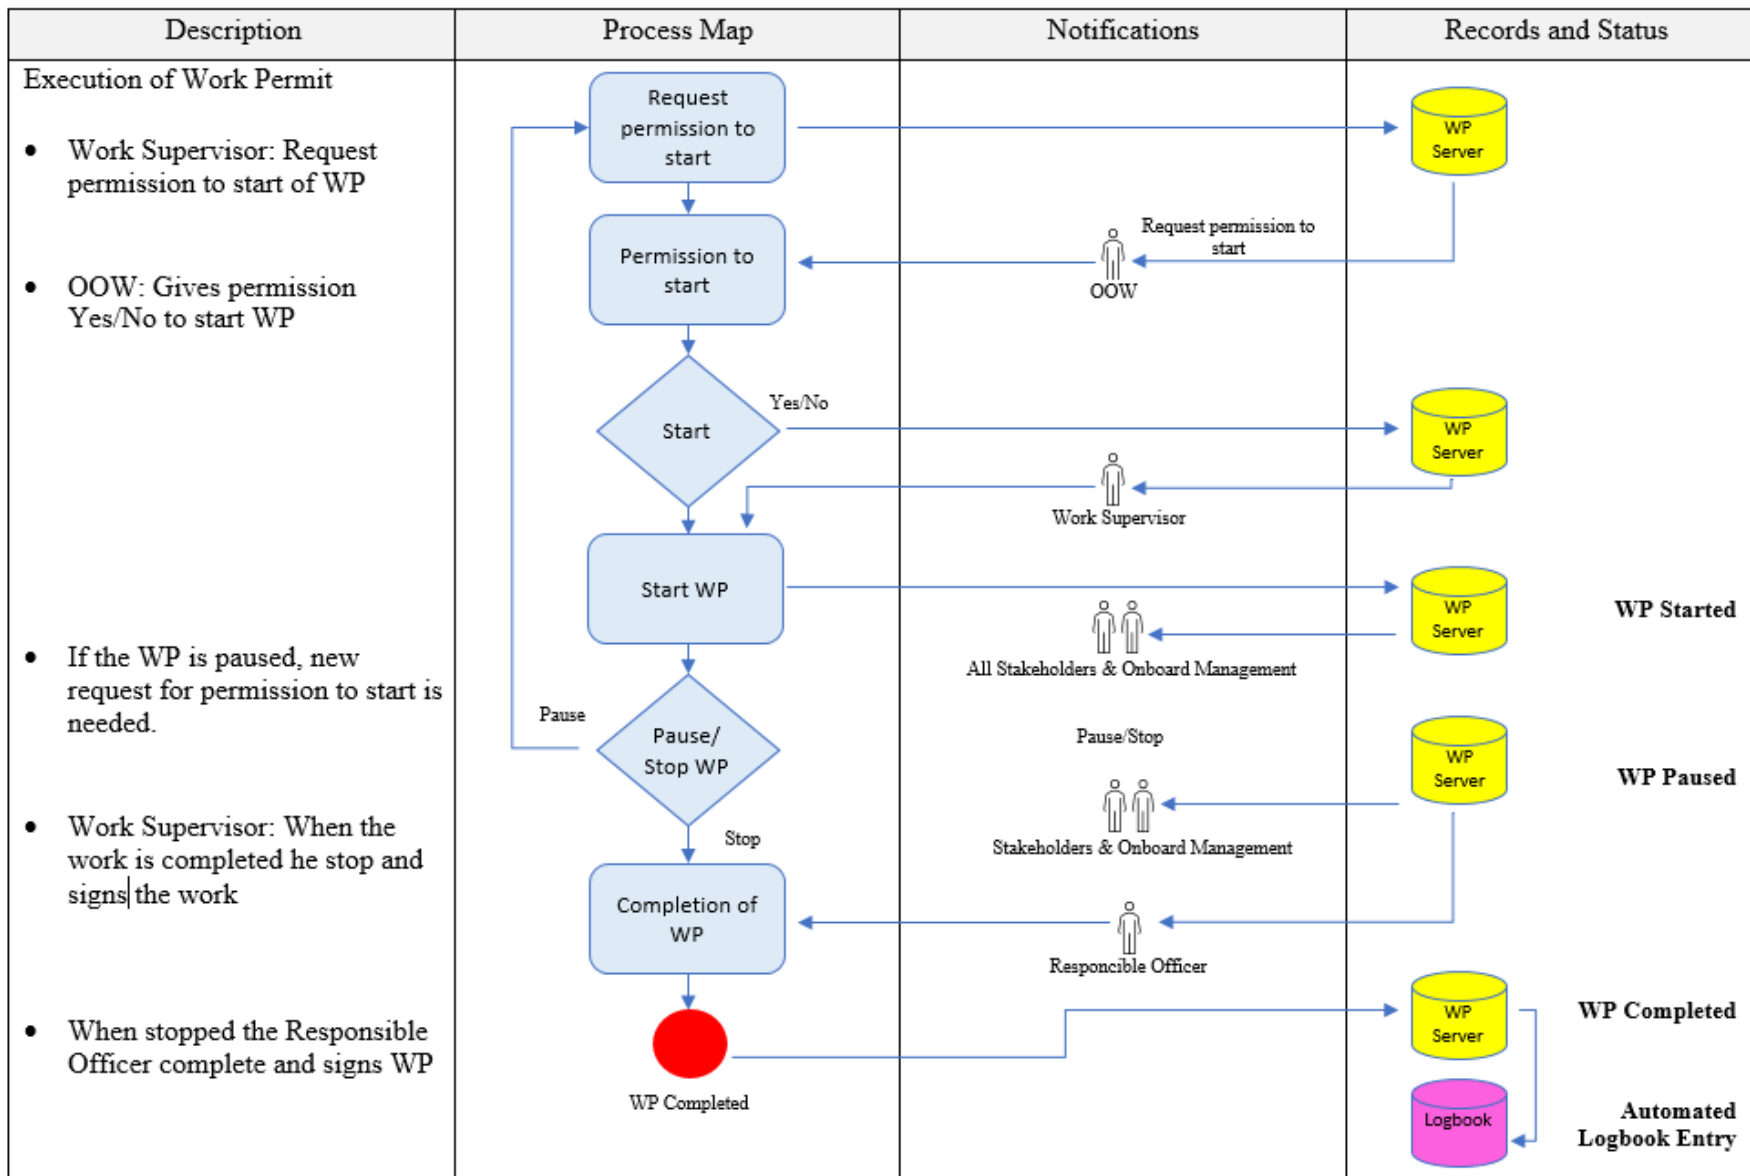 Description
Process Map
Notifications
Records and Status
Execution of Work Permit
Work Supervisor: Request
permission to start of WP
OOW: Gives permission
Yes/No to start WP
If the WP is paused, new
request for permission to start is
needed.
Work Supervisor: When the
work is completed he stop and
signs the work
When stopped the Responsible
Officer complete and signs WP
Request
permission to
start
Permission to
start
Start
Yes/No
Start WP
Pause
Pause/
Stop WP
Stop
Completion of
WP
WP Completed
Request permission to
start
OOW
Work Supervisor
All Stakeholders & Onboard Management
Pause/Stop
Stakeholders & Onboard Management
Responcible Officer
WP
Server
WP
Server
WP
Server
WP Started
WP
Server
WP Paused
WP
Server
WP Completed
Logbook
Automated
Logbook Entry